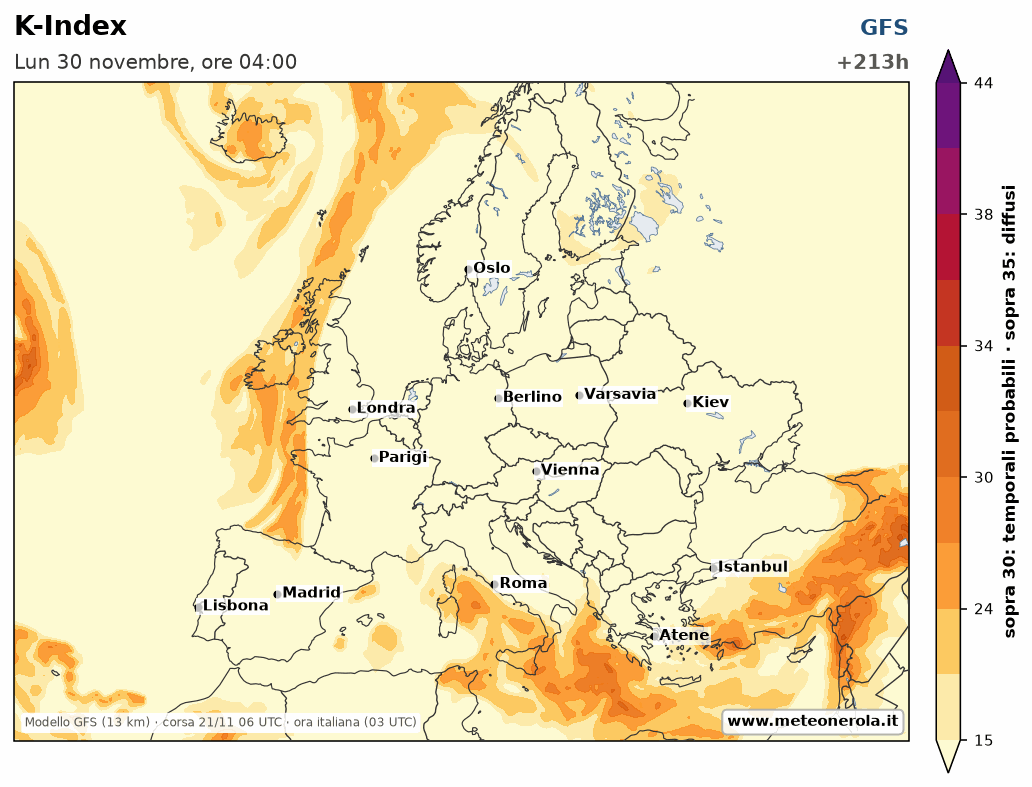 K-Index
GFS
Lun 30 novembre, ore 04:00
+213h
44
38
34
30
24
15
sopra 30: temporali probabili · sopra 35: diffusi
Oslo
Berlino
Varsavia
Kiev
Londra
Parigi
Vienna
Istanbul
Roma
Madrid
Lisbona
Atene
Modello GFS (13 km) · corsa 21/11 06 UTC · ora italiana (03 UTC)
www.meteonerola.it